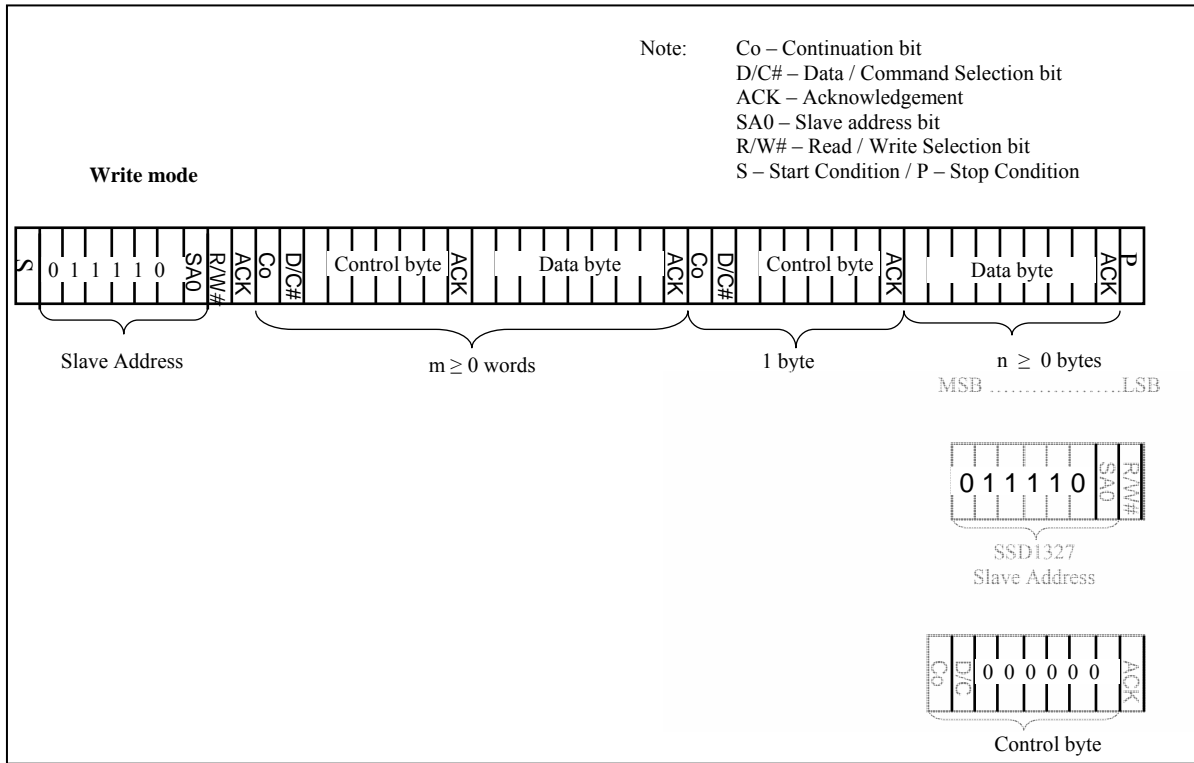 Note: Co – Continuation bit
D/C# – Data / Command Selection bit
ACK – Acknowledgement
SA0 – Slave address bit
R/W# – Read / Write Selection bit
S – Start Condition / P – Stop Condition
Write mode
S 0 1 1 1 1 0 SA0 R/W# ACK Co D/C# Control byte ACK Data byte ACK Co D/C# Control byte ACK Data byte ACK P
Slave Address m ≥ 0 words 1 byte n ≥ 0 bytes
MSB ......................LSB
0 1 1 1 1 0 SA0 R/W#
SSD1327
Slave Address
Co D/C 0 0 0 0 0 0 ACK
Control byte